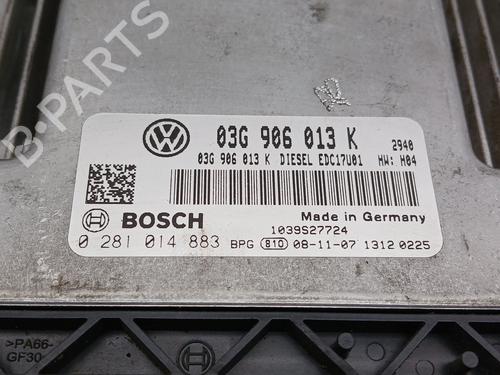 03G 906 013 K 2940
03G 906 013 K DIESEL EDC17U01 HW: H04
BOSCH
Made in Germany
1039S27724
0 281 014 883 BPG 810 08-11-07 1312 0225
>PA66-
GF30
B-PARTS